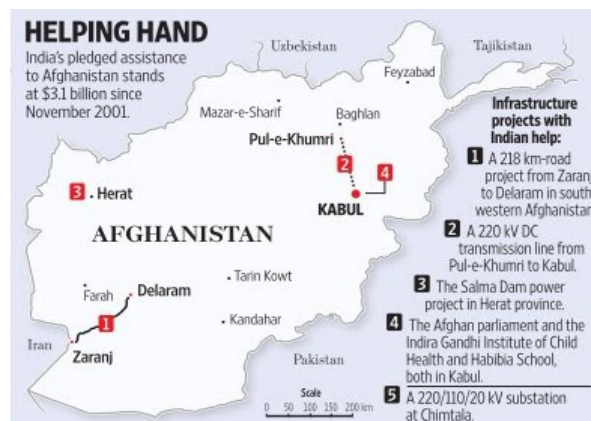 HELPING HAND
India's pledged assistance
to Afghanistan stands
at $3.1 billion since
November 2001.
Uzbekistan
Tajikistan
Feyzabad
Mazar-e-Sharif
Baghlan
Pul-e-Khumri
2
4
3
Herat
KABUL
AFGHANISTAN
Tarin Kowt
Farah
Delaram
1
Kandahar
Iran
Zaranj
Pakistan
Scale
0 50 100 150 200 km
Infrastructure
projects with
Indian help:
1 A 218 km-road
project from Zaranj
to Delaram in south
western Afghanistan
2 A 220 kV DC
transmission line from
Pul-e-Khumri to Kabul.
3 The Salma Dam power
project in Herat province.
4 The Afghan parliament and the
Indira Gandhi Institute of Child
Health and Habibia School,
both in Kabul.
5 A 220/110/20 kV substation
at Chimtala.